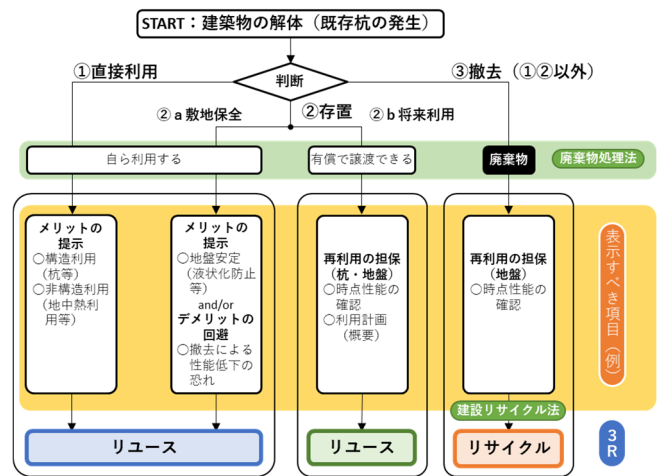 START：建築物の解体（既存杭の発生）
①直接利用
判断
③撤去（①②以外）
②a敷地保全
②存置
②b将来利用
自ら利用する
有償で譲渡できる
廃棄物
廃棄物処理法
メリットの
提示
○構造利用
（杭等）
○非構造利用
（地中熱利
用等）
メリットの
提示
○地盤安定
（液状化防止
等）
and/or
デメリットの
回避
○撤去による
性能低下の
恐れ
再利用の担保
（杭・地盤）
○時点性能の
確認
○利用計画
（概要）
再利用の担保
（地盤）
○時点性能の
確認
表示すべき項目（例）
建設リサイクル法
リユース
リユース
リサイクル
3R